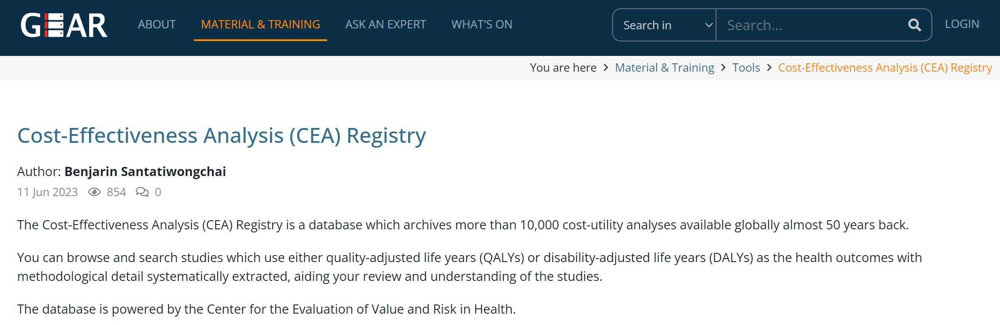 GEAR ABOUT MATERIAL & TRAINING ASK AN EXPERT WHAT'S ON Search in Search... LOGIN
You are here > Material & Training > Tools > Cost-Effectiveness Analysis (CEA) Registry
Cost-Effectiveness Analysis (CEA) Registry
Author: Benjarin Santatiwongchai
11 Jun 2023 854 0
The Cost-Effectiveness Analysis (CEA) Registry is a database which archives more than 10,000 cost-utility analyses available globally almost 50 years back.
You can browse and search studies which use either quality-adjusted life years (QALYs) or disability-adjusted life years (DALYs) as the health outcomes with
methodological detail systematically extracted, aiding your review and understanding of the studies.
The database is powered by the Center for the Evaluation of Value and Risk in Health.